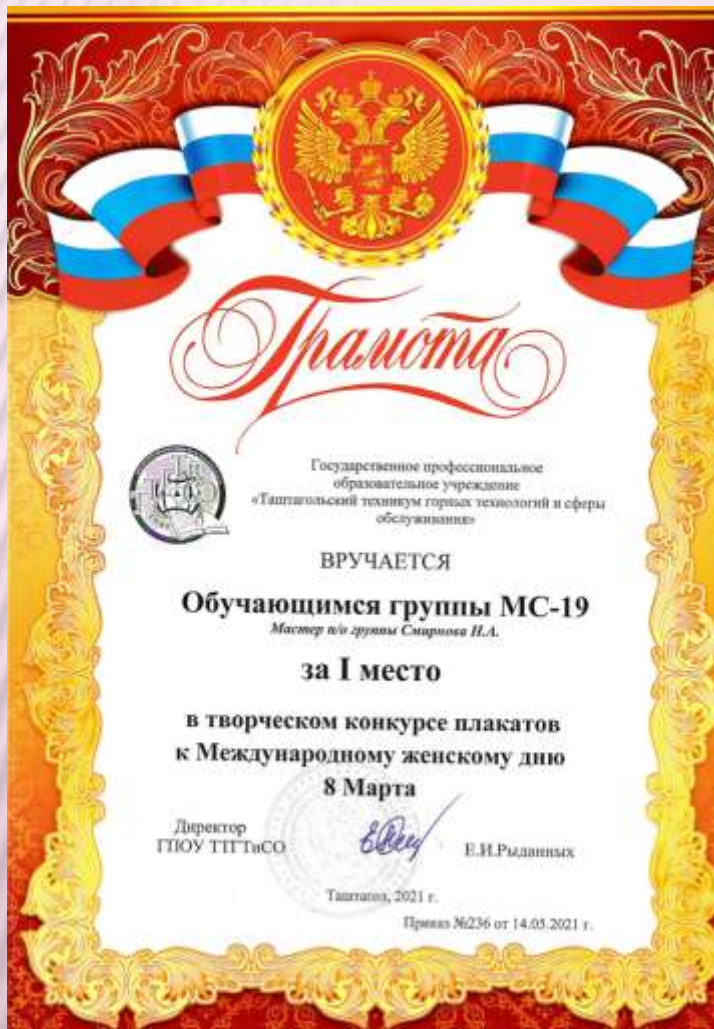 Грамота
Государственное профессиональное
образовательное учреждение
«Таштагольский техникум горных технологий и сферы
обслуживания»
ВРУЧАЕТСЯ
Обучающимся группы МС-19
Мастер п/о группы Смирнова Н.А.
за I место
в творческом конкурсе плакатов
к Международному женскому дню
8 Марта
Директор
ГПОУ ТТГТиСО
Е.И.Рыданных
Таштагол, 2021 г.
Приказ №236 от 14.05.2021 г.